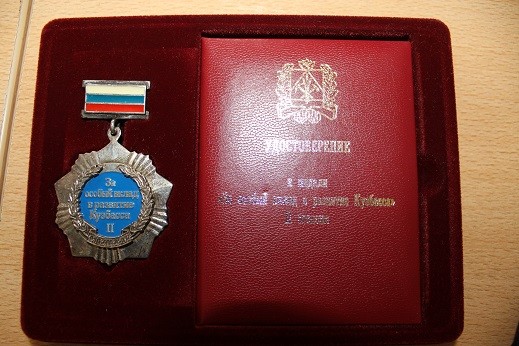 За
особый вклад
в развитие
Кузбасса
II
УДОСТОВЕРЕНИЕ
к медали
«За особый вклад в развитие Кузбасса»
II степени